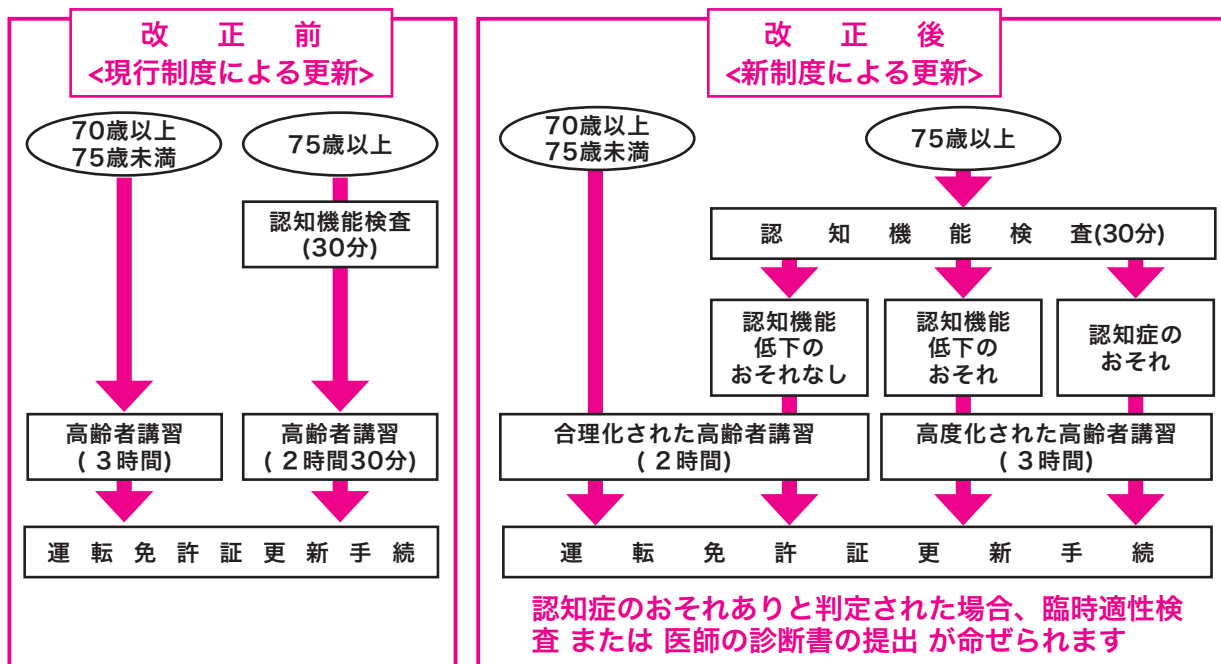 改正前
<現行制度による更新>
70歳以上
75歳未満
75歳以上
認知機能検査
(30分)
高齢者講習
(３時間)
高齢者講習
(２時間30分)
運転免許証更新手続
改正後
<新制度による更新>
70歳以上
75歳未満
75歳以上
認知機能検査(30分)
認知機能
低下の
おそれなし
認知機能
低下の
おそれ
認知症の
おそれ
合理化された高齢者講習
(２時間)
高度化された高齢者講習
(３時間)
運転免許証更新手続
認知症のおそれありと判定された場合、臨時適性検
査 または 医師の診断書の提出 が命ぜられます